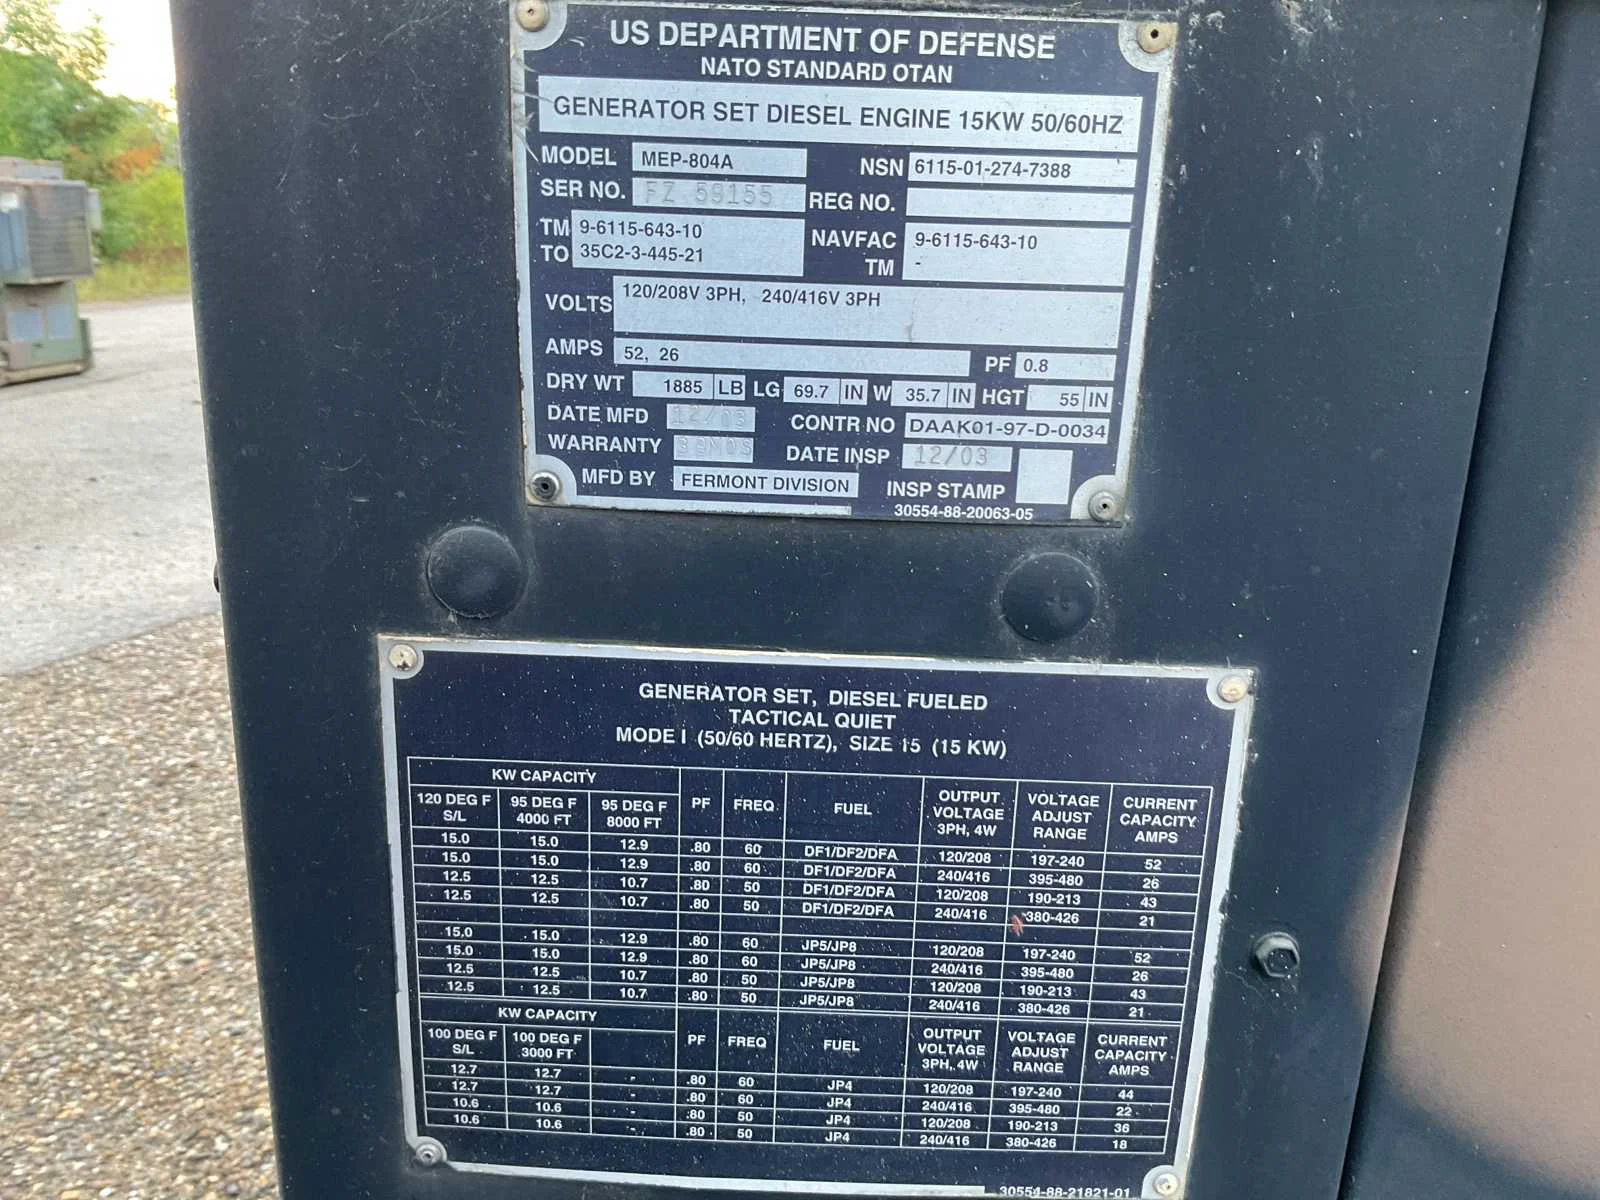 US DEPARTMENT OF DEFENSE
NATO STANDARD OTAN
GENERATOR SET DIESEL ENGINE 15KW 50/60HZ
MODEL MEP-804A NSN 6115-01-274-7388
SER NO. FZ 59155 REG NO.
TM 9-6115-643-10 NAVFAC 9-6115-643-10
TO 35C2-3-445-21 TM -
VOLTS 120/208V 3PH, 240/416V 3PH
AMPS 52, 26 PF 0.8
DRY WT 1885 LB LG 69.7 IN W 35.7 IN HGT 55 IN
DATE MFD 12/03 CONTR NO DAAK01-97-D-0034
WARRANTY DATE INSP 12/03
MFD BY FERMONT DIVISION INSP STAMP
30554-88-20063-05
GENERATOR SET, DIESEL FUELED
TACTICAL QUIET
MODE I (50/60 HERTZ), SIZE 15 (15 KW)
KW CAPACITY PF FREQ FUEL OUTPUT VOLTAGE 3PH, 4W VOLTAGE ADJUST RANGE CURRENT CAPACITY AMPS
120 DEG F S/L 95 DEG F 4000 FT 95 DEG F 8000 FT
15.0 15.0 12.9 .80 60 DF1/DF2/DFA 120/208 197-240 52
15.0 15.0 12.9 .80 60 DF1/DF2/DFA 240/416 395-480 26
12.5 12.5 10.7 .80 50 DF1/DF2/DFA 120/208 190-213 43
12.5 12.5 10.7 .80 50 DF1/DF2/DFA 240/416 380-426 21
15.0 15.0 12.9 .80 60 JP5/JP8 120/208 197-240 52
15.0 15.0 12.9 .80 60 JP5/JP8 240/416 395-480 26
12.5 12.5 10.7 .80 50 JP5/JP8 120/208 190-213 43
12.5 12.5 10.7 .80 50 JP5/JP8 240/416 380-426 21
KW CAPACITY PF FREQ FUEL OUTPUT VOLTAGE 3PH, 4W VOLTAGE ADJUST RANGE CURRENT CAPACITY AMPS
100 DEG F S/L 100 DEG F 3000 FT
12.7 12.7 - .80 60 JP4 120/208 197-240 44
12.7 12.7 - .80 60 JP4 240/416 395-480 22
10.6 10.6 - .80 50 JP4 120/208 190-213 36
10.6 10.6 - .80 50 JP4 240/416 380-426 18
30554-88-21821-01